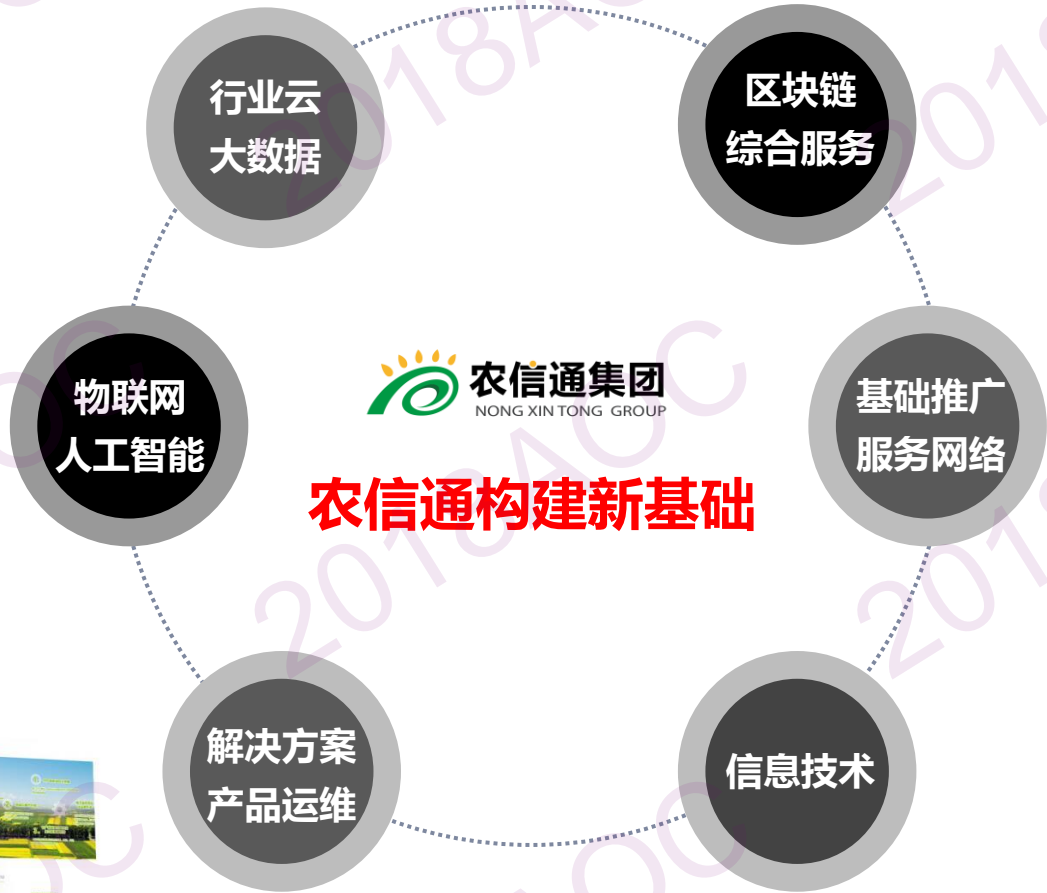 行业云
大数据
区块链
综合服务
物联网
人工智能
农信通集团
NONG XIN TONG GROUP
基础推广
服务网络
农信通构建新基础
解决方案
产品运维
信息技术
2018AOC
2018AOC
2018AOC